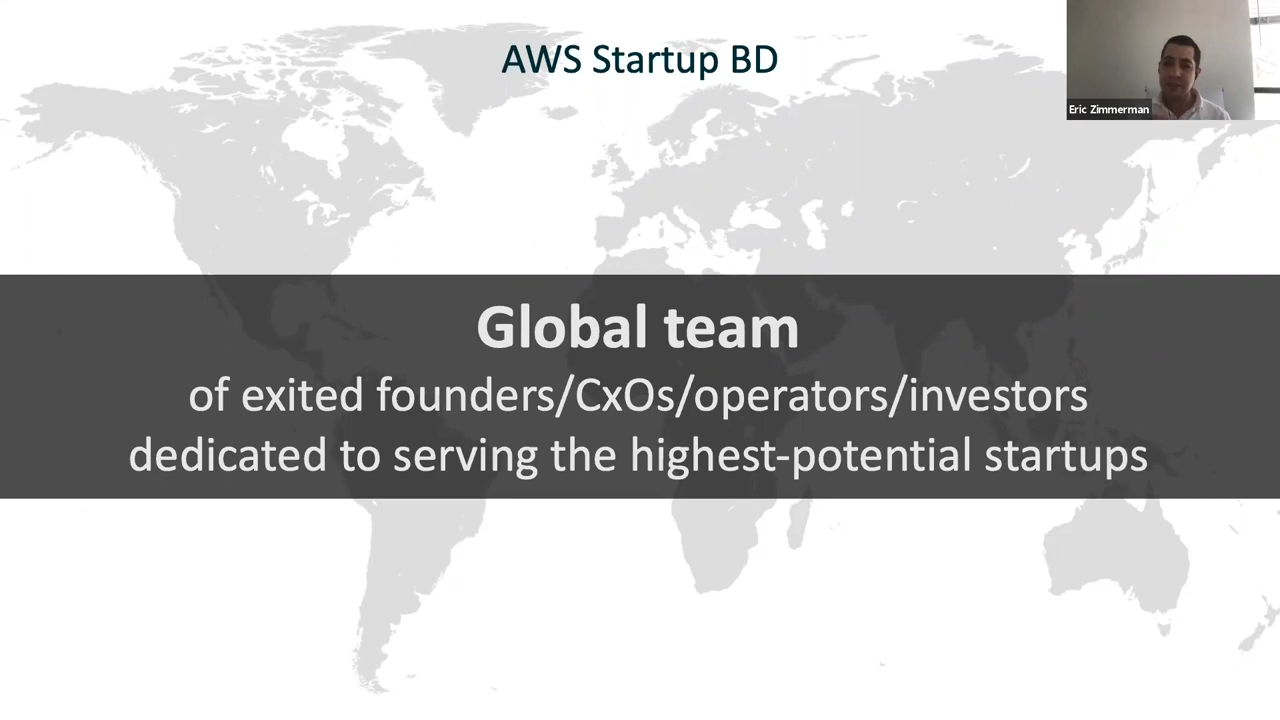 AWS Startup BD
Eric Zimmerman
Global team
of exited founders/CxOs/operators/investors
dedicated to serving the highest-potential startups